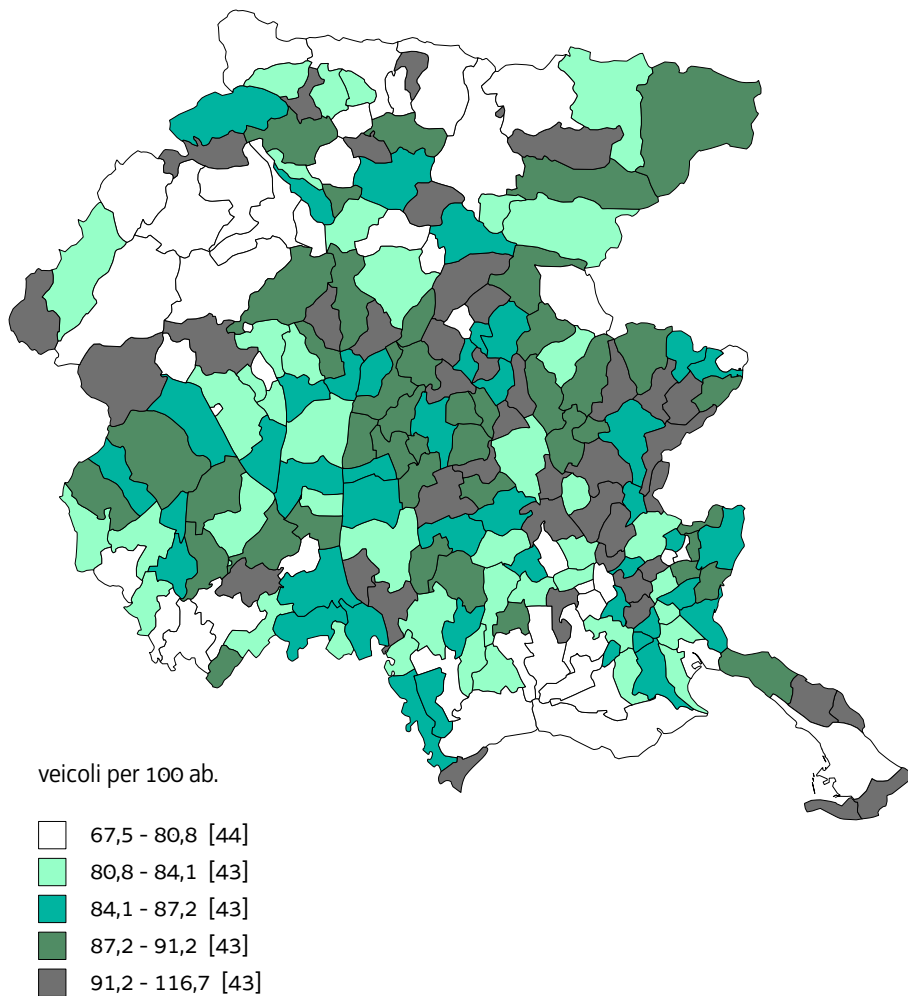 veicoli per 100 ab.
67,5 - 80,8 [44]
80,8 - 84,1 [43]
84,1 - 87,2 [43]
87,2 - 91,2 [43]
91,2 - 116,7 [43]